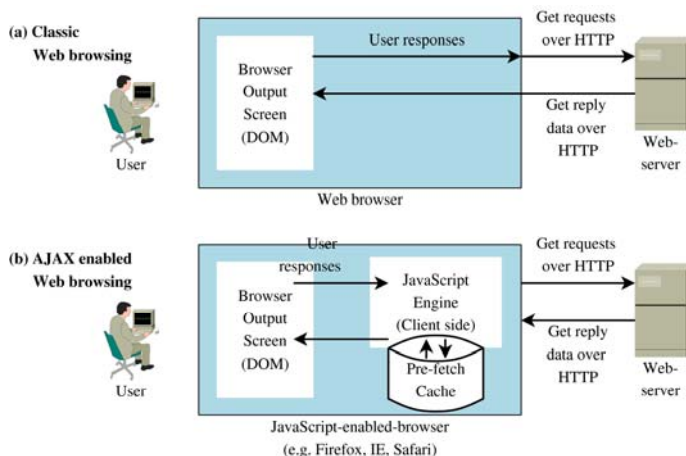 (a) Classic
Web browsing
User
Browser
Output
Screen
(DOM)
User responses
Get requests
over HTTP
Get reply
data over
HTTP
Web-
server
Web browser
(b) AJAX enabled
Web browsing
User
Browser
Output
Screen
(DOM)
User
responses
JavaScript
Engine
(Client side)
Pre-fetch
Cache
Get requests
over HTTP
Get reply
data over
HTTP
Web-
server
JavaScript-enabled-browser
(e.g. Firefox, IE, Safari)